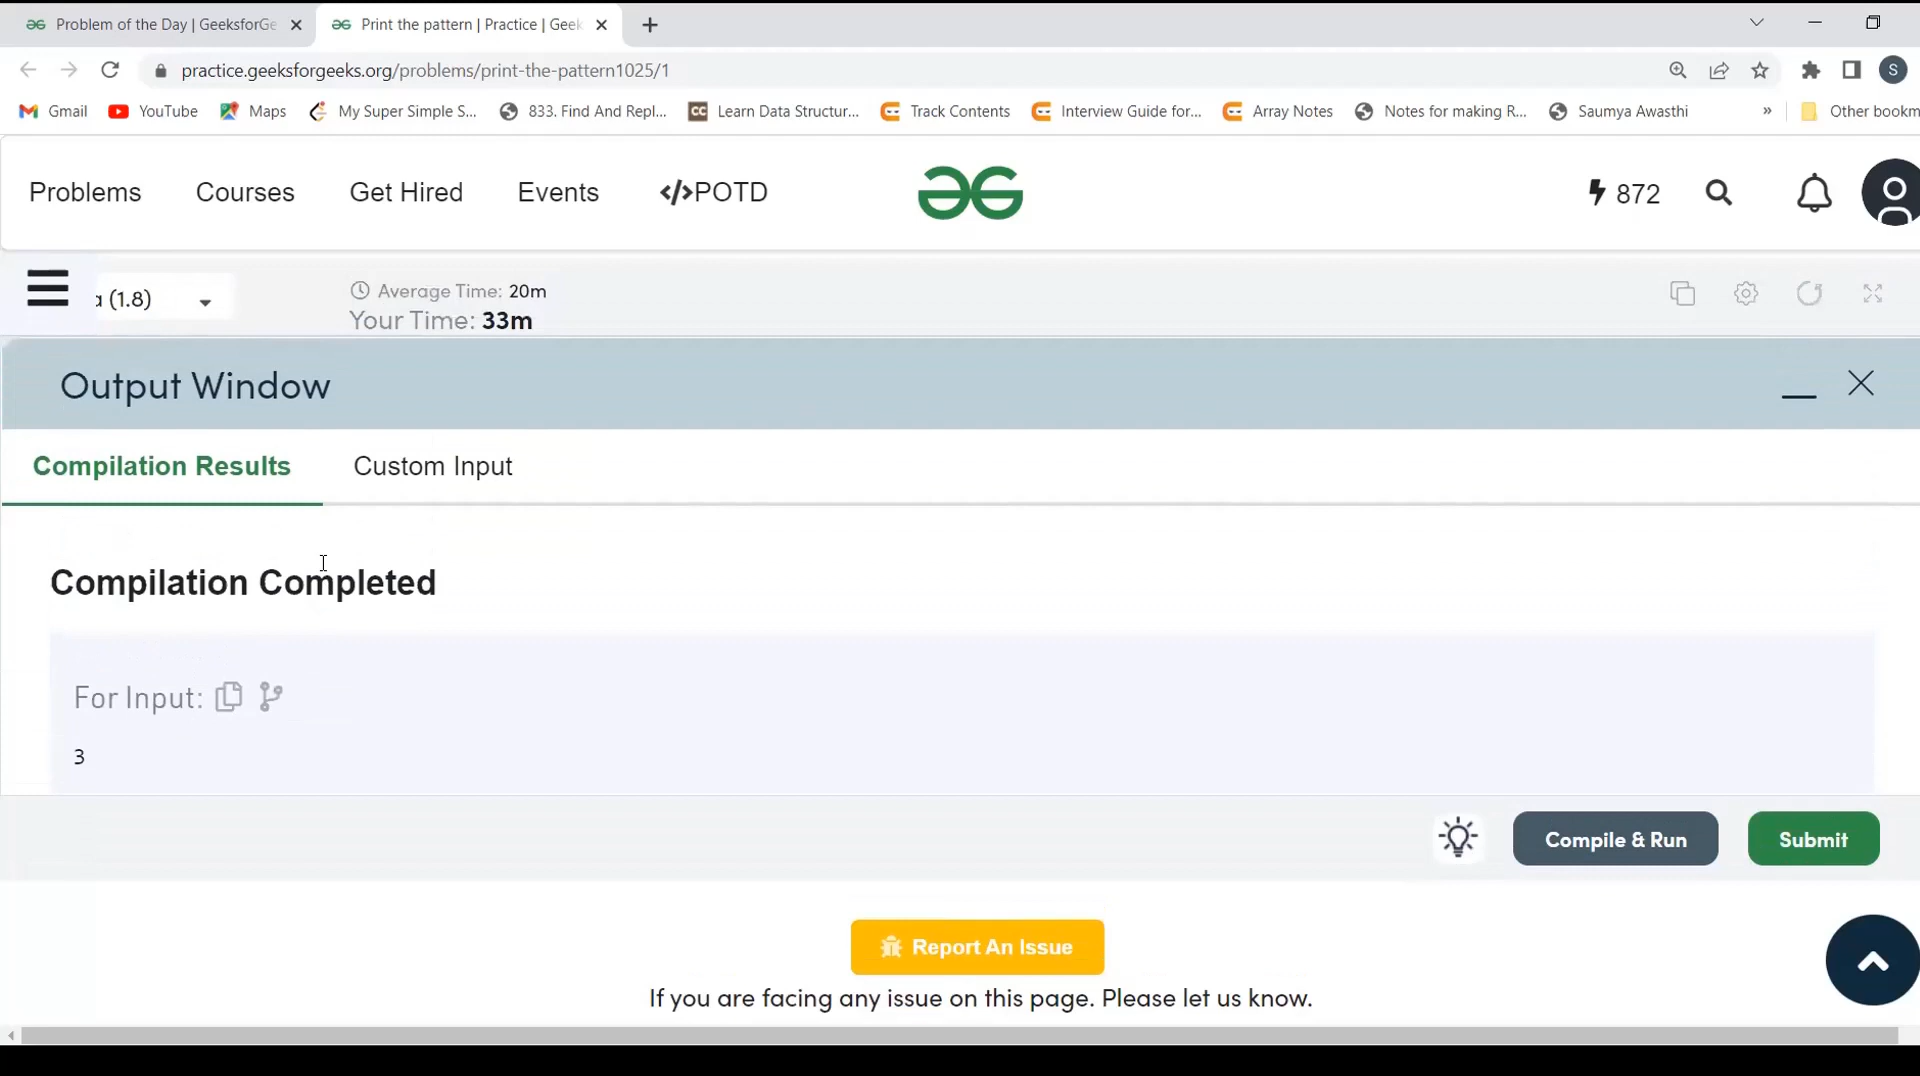 Problem of the Day | GeeksforGe
Print the pattern | Practice | Geek
practice.geeksforgeeks.org/problems/print-the-pattern1025/1
S
Gmail YouTube Maps My Super Simple S... 833. Find And Repl... Learn Data Structur... Track Contents Interview Guide for... Array Notes Notes for making R... Saumya Awasthi » Other bookm
Problems Courses Get Hired Events </>POTD 872
a (1.8)
Average Time: 20m
Your Time: 33m
Output Window
Compilation Results Custom Input
Compilation Completed
For Input:
3
Compile & Run Submit
Report An Issue
If you are facing any issue on this page. Please let us know.